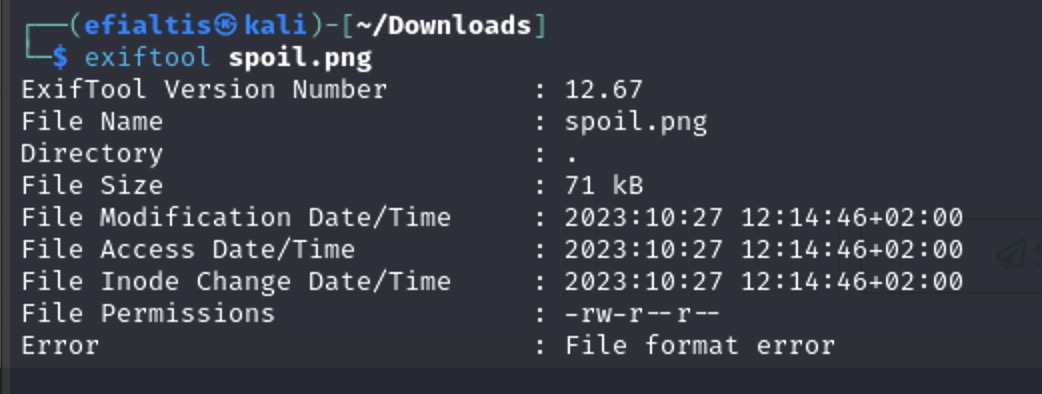 ┌──(efialtis㉿kali)-[~/Downloads]
└─$ exiftool spoil.png
ExifTool Version Number : 12.67
File Name : spoil.png
Directory : .
File Size : 71 kB
File Modification Date/Time : 2023:10:27 12:14:46+02:00
File Access Date/Time : 2023:10:27 12:14:46+02:00
File Inode Change Date/Time : 2023:10:27 12:14:46+02:00
File Permissions : -rw-r--r--
Error : File format error